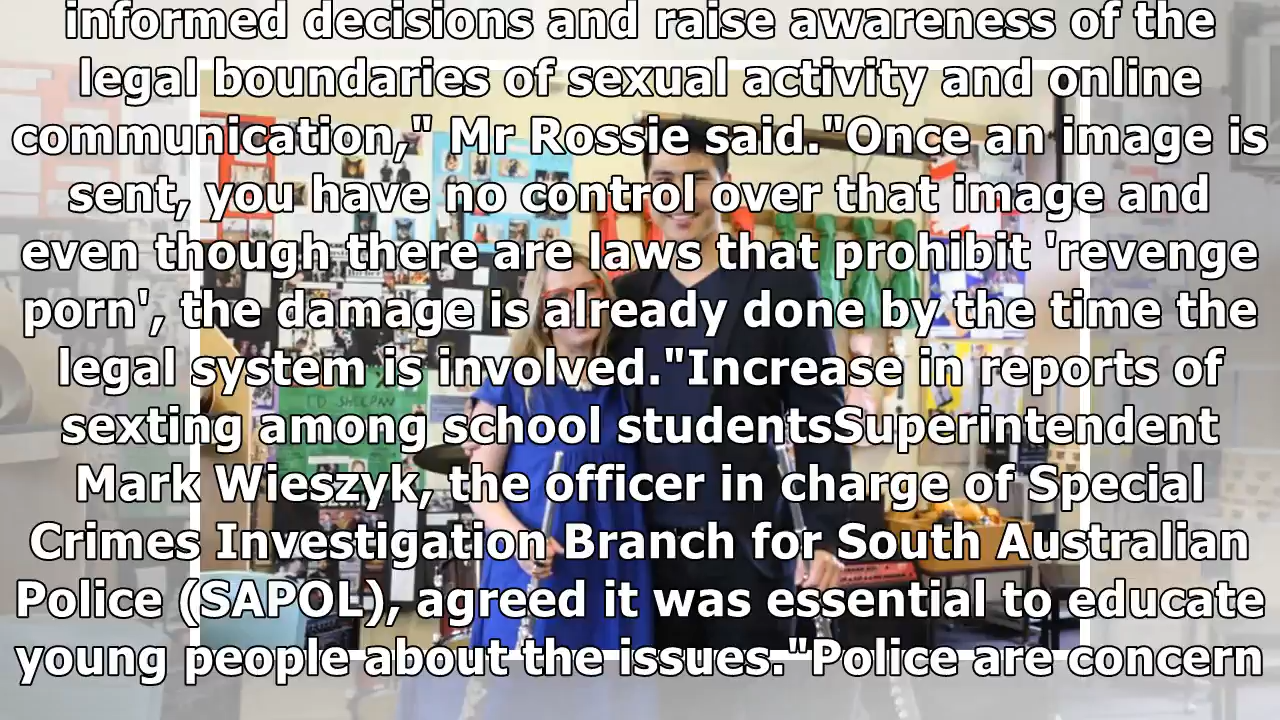 informed decisions and raise awareness of the
legal boundaries of sexual activity and online
communication," Mr Rossie said."Once an image is
sent, you have no control over that image and
even though there are laws that prohibit 'revenge
porn', the damage is already done by the time the
legal system is involved."Increase in reports of
sexting among school studentsSuperintendent
Mark Wieszyk, the officer in charge of Special
Crimes Investigation Branch for South Australian
Police (SAPOL), agreed it was essential to educate
young people about the issues."Police are concern
ED SHEERAN